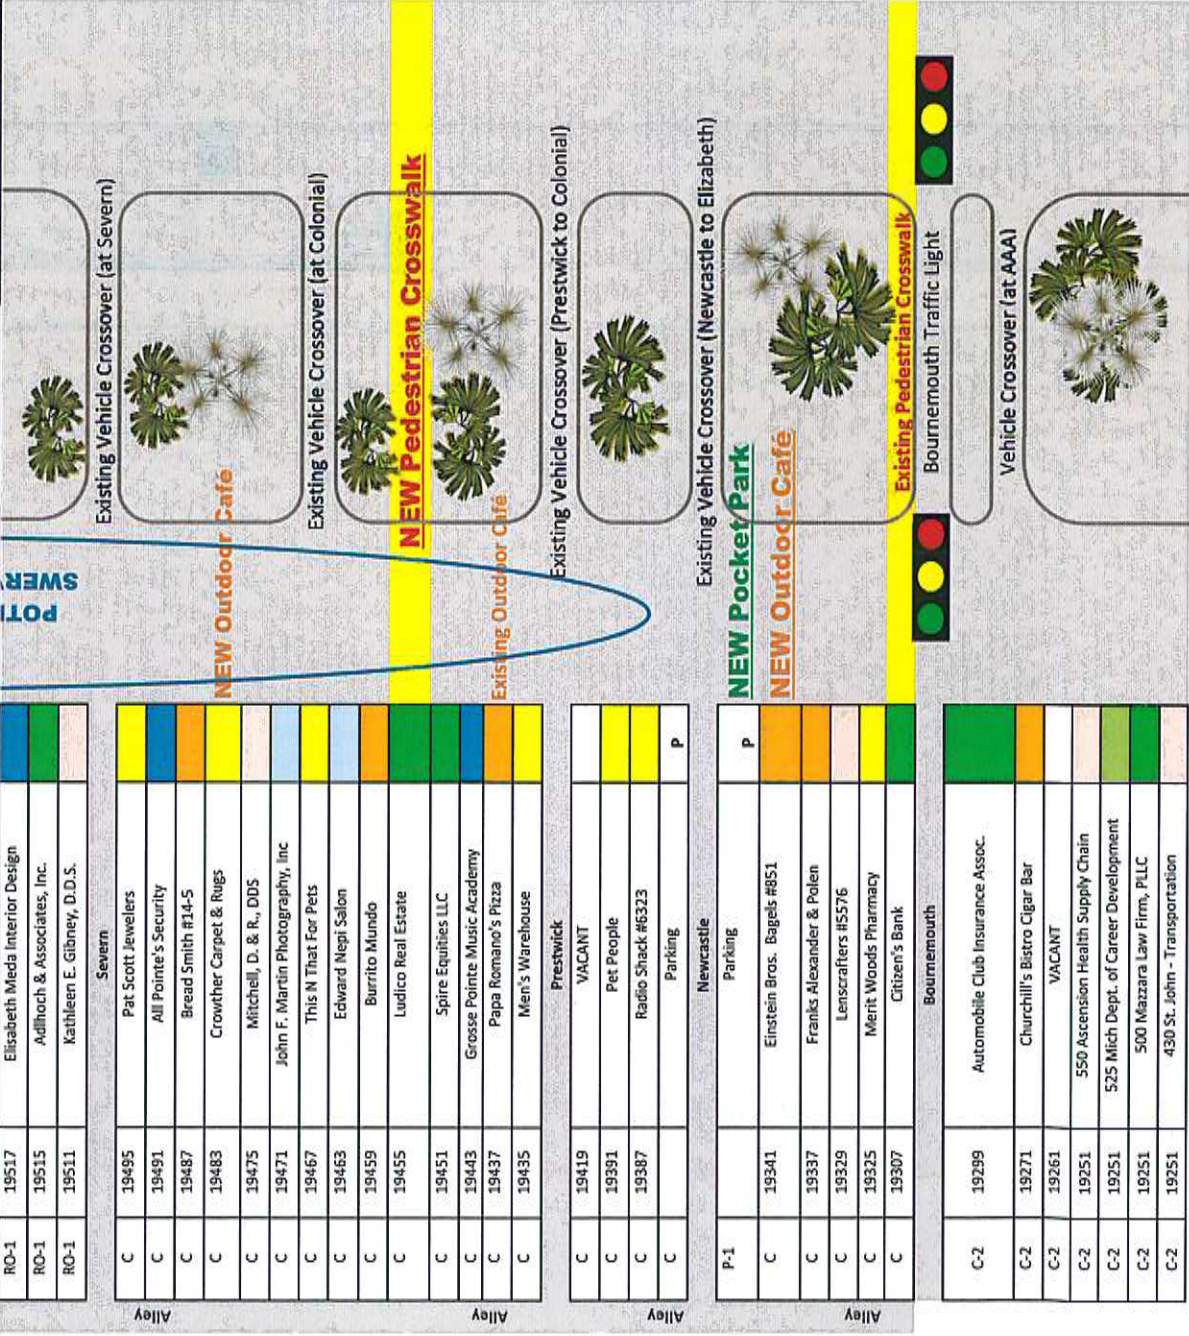 RO-1 19517 Elisabeth Meda Interior Design
RO-1 19515 Adlhoch & Associates, Inc.
RO-1 19511 Kathleen E. Gibney, D.D.S.
Severn
C 19495 Pat Scott Jewelers
C 19491 All Pointe's Security
C 19487 Bread Smith #14-5
C 19483 Crowther Carpet & Rugs
C 19475 Mitchell, D. & R., DDS
C 19471 John F. Martin Photography, Inc
C 19467 This N That For Pets
C 19463 Edward Nepi Salon
C 19459 Burrito Mundo
C 19455 Ludico Real Estate
C 19451 Spire Equities LLC
C 19443 Grosse Pointe Music Academy
C 19437 Papa Romano's Pizza
C 19435 Men's Warehouse
Prestwick
C 19419 VACANT
C 19391 Pet People
C 19387 Radio Shack #6323
C Parking P
Newcastle
P-1 Parking P
C 19341 Einstein Bros. Bagels #851
C 19337 Franks Alexander & Polen
C 19329 Lenscrafters #5576
C 19325 Merit Woods Pharmacy
C 19307 Citizen's Bank
Bournemouth
C-2 19299 Automobile Club Insurance Assoc.
C-2 19271 Churchill's Bistro Cigar Bar
C-2 19261 VACANT
C-2 19251 550 Ascension Health Supply Chain
C-2 19251 525 Mich Dept. of Career Development
C-2 19251 500 Mazzara Law Firm, PLLC
C-2 19251 430 St. John - Transportation
Alley
Alley
Alley
Alley
POTE
SWER
Existing Vehicle Crossover (at Severn)
NEW Outdoor Café
Existing Vehicle Crossover (at Colonial)
NEW Pedestrian Crosswalk
Existing Outdoor Café
Existing Vehicle Crossover (Prestwick to Colonial)
Existing Vehicle Crossover (Newcastle to Elizabeth)
NEW Pocket Park
NEW Outdoor Café
Existing Pedestrian Crosswalk
Bournemouth Traffic Light
Vehicle Crossover (at AAA)